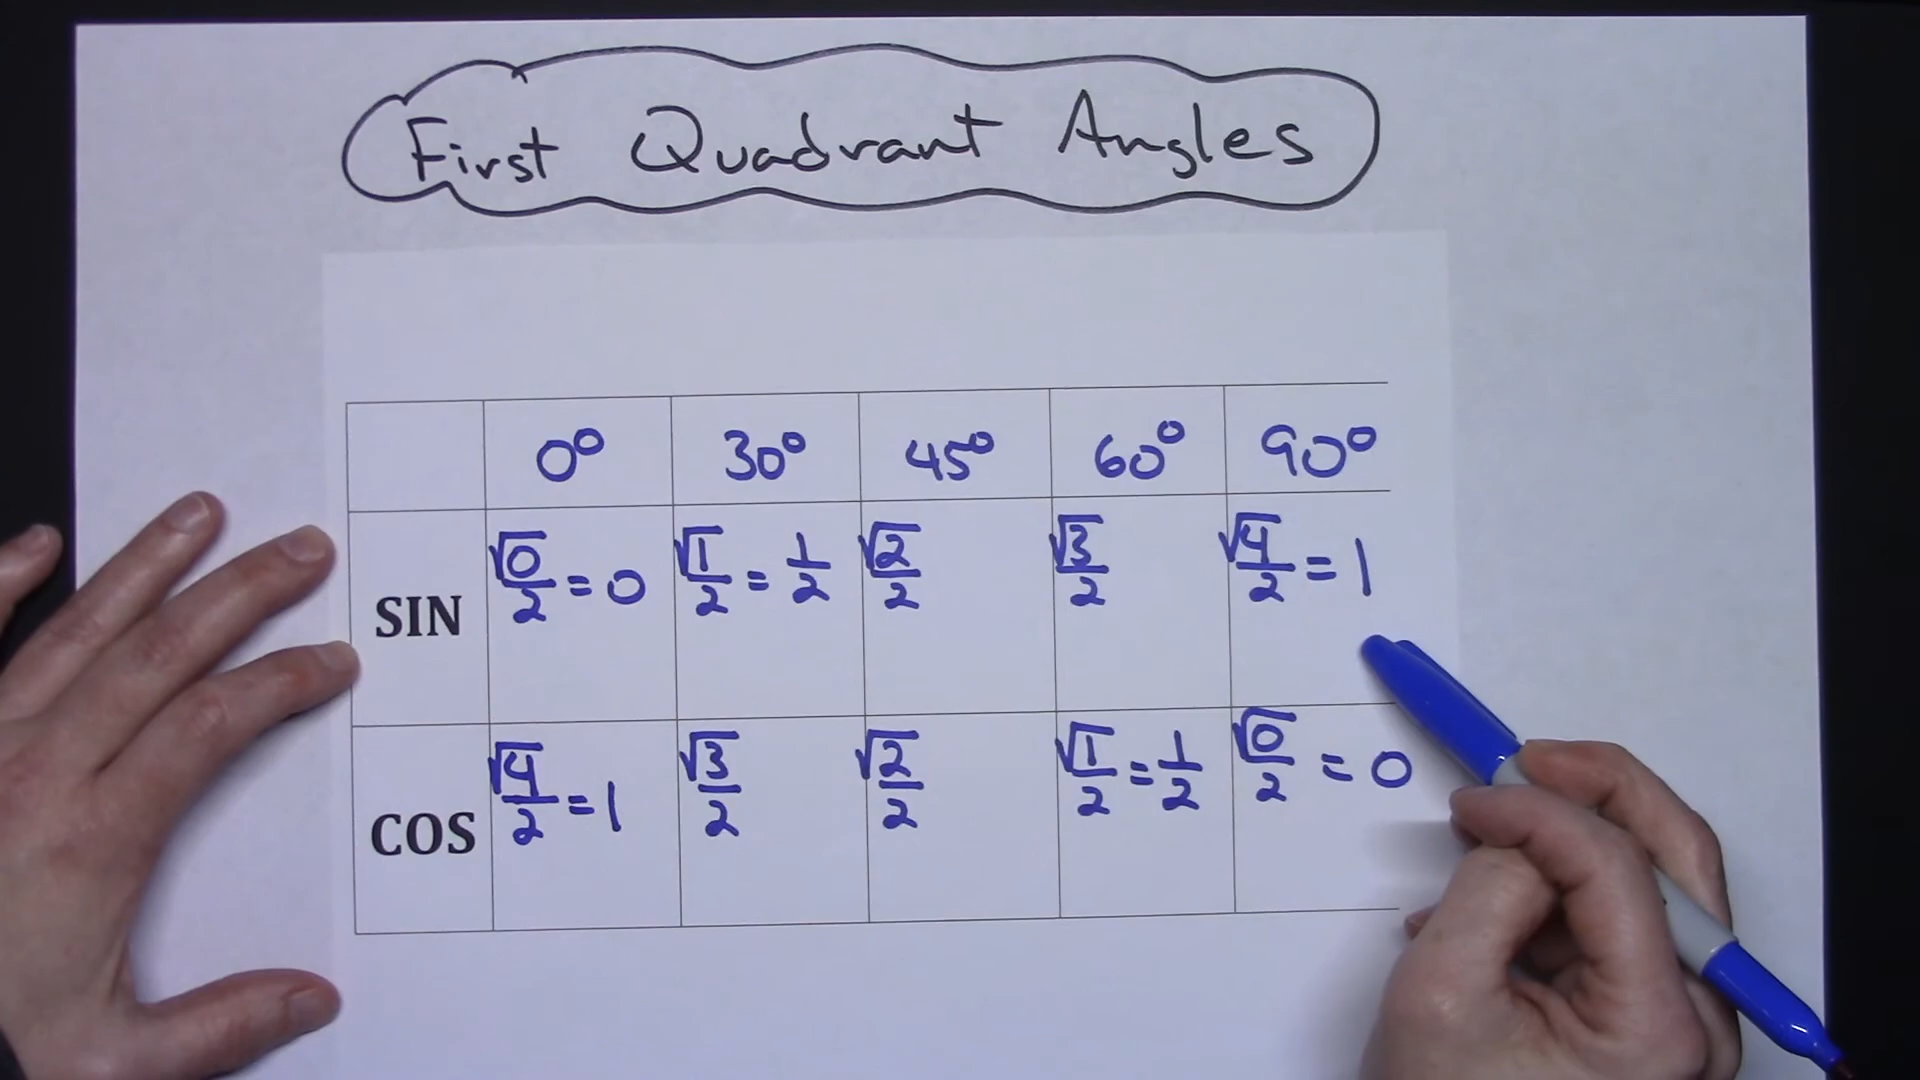 First Quadrant Angles
0° 30° 45° 60° 90°
SIN √0/2 = 0 √1/2 = 1/2 √2/2 √3/2 √4/2 = 1
COS √4/2 = 1 √3/2 √2/2 √1/2 = 1/2 √0/2 = 0